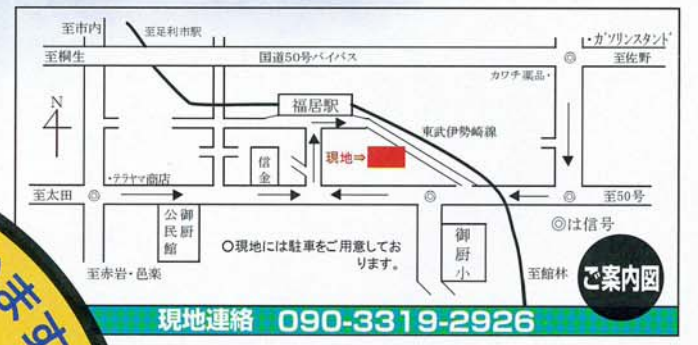 至市内
至足利市駅
・ガソリンスタンド
至桐生
国道50号バイパス
至佐野
カワチ薬品・
N
福居駅
東武伊勢崎線
現地⇒
信金
・テラヤマ商店
至太田
至50号
御厨公民館
◎は信号
御厨小
○現地には駐車をご用意してお
ります。
至赤岩・邑楽
至館林
ご案内図
ます
現地連絡 090-3319-2926